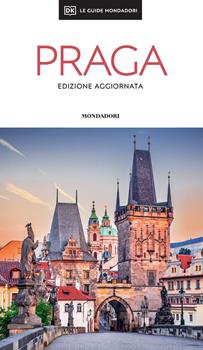 DK LE GUIDE MONDADORI
PRAGA
EDIZIONE AGGIORNATA
MONDADORI